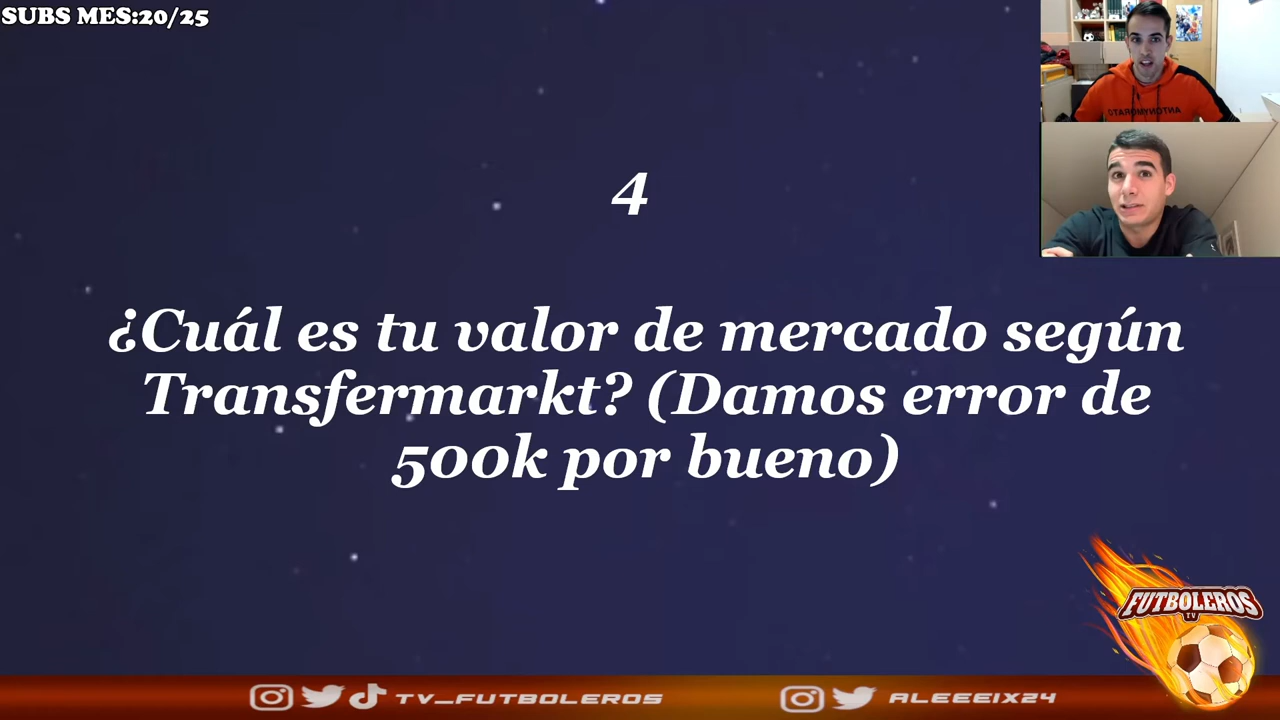 SUBS MES:20/25
4
¿Cuál es tu valor de mercado según
Transfermarkt? (Damos error de
500k por bueno)
FUTBOLEROS
TV
TV_FUTBOLEROS
ALEEEIX24